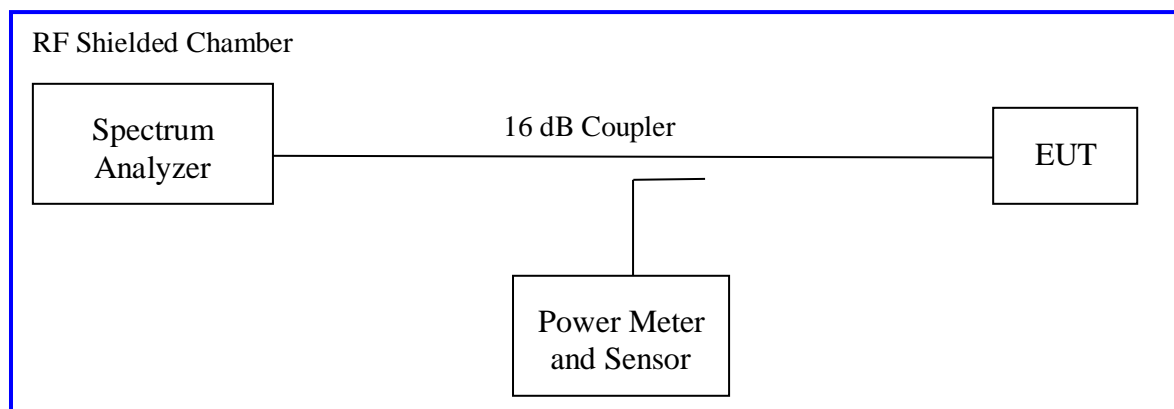 RF Shielded Chamber
Spectrum
Analyzer
16 dB Coupler
EUT
Power Meter
and Sensor